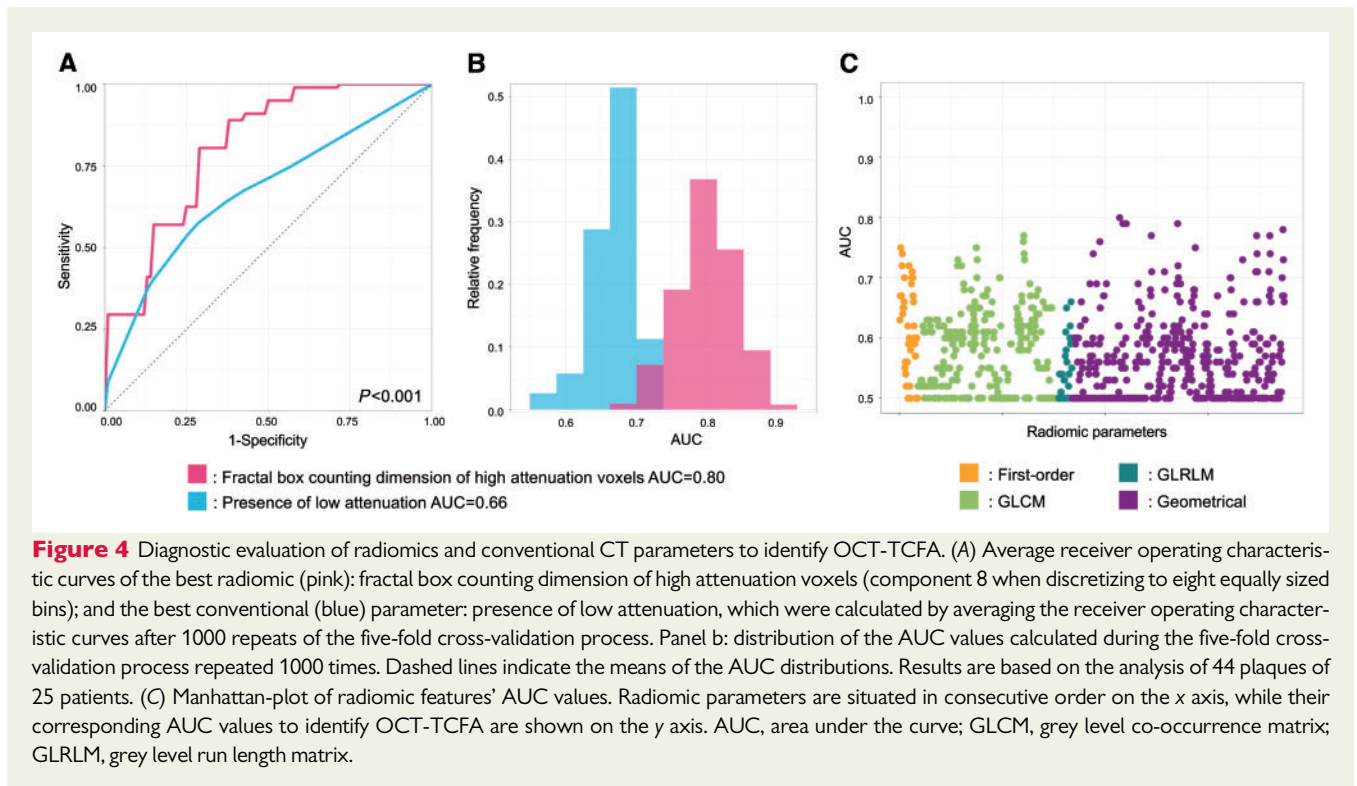 A
B
C
1.00
0.75
0.50
0.25
0.00
Sensitivity
0.00
0.25
0.50
0.75
1.00
1-Specificity
P<0.001
0.5
0.4
0.3
0.2
0.1
0.0
Relative frequency
0.6
0.7
0.8
0.9
AUC
1.0
0.9
0.8
0.7
0.6
0.5
AUC
Radiomic parameters
: Fractal box counting dimension of high attenuation voxels AUC=0.80
: Presence of low attenuation AUC=0.66
: First-order
: GLRLM
: GLCM
: Geometrical
Figure 4 Diagnostic evaluation of radiomics and conventional CT parameters to identify OCT-TCFA. (A) Average receiver operating characteris-
tic curves of the best radiomic (pink): fractal box counting dimension of high attenuation voxels (component 8 when discretizing to eight equally sized
bins); and the best conventional (blue) parameter: presence of low attenuation, which were calculated by averaging the receiver operating character-
istic curves after 1000 repeats of the five-fold cross-validation process. Panel b: distribution of the AUC values calculated during the five-fold cross-
validation process repeated 1000 times. Dashed lines indicate the means of the AUC distributions. Results are based on the analysis of 44 plaques of
25 patients. (C) Manhattan-plot of radiomic features' AUC values. Radiomic parameters are situated in consecutive order on the x axis, while their
corresponding AUC values to identify OCT-TCFA are shown on the y axis. AUC, area under the curve; GLCM, grey level co-occurrence matrix;
GLRLM, grey level run length matrix.